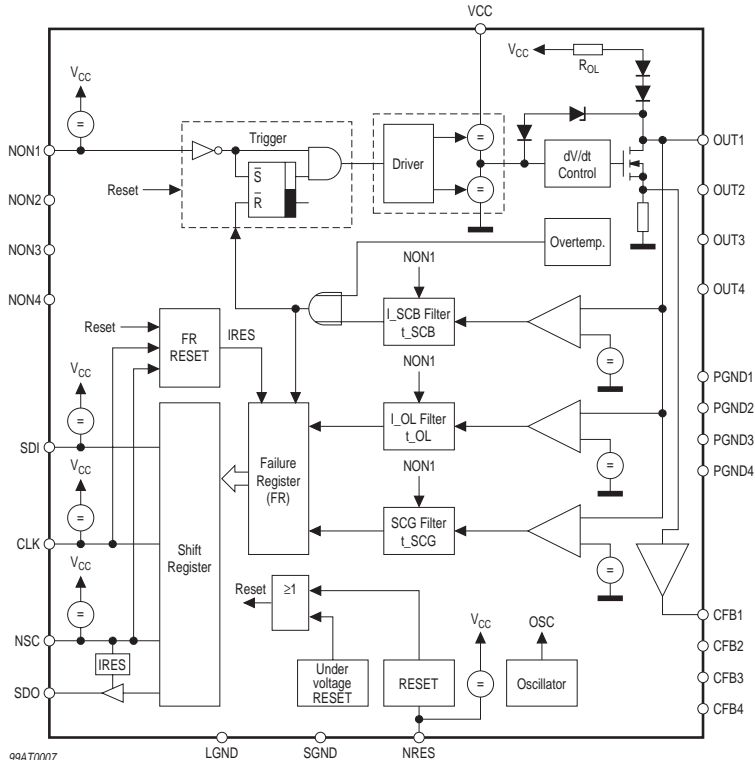 VCC
VCC
ROL
VCC
=
Trigger
=
NON1
S
R
Driver
=
dV/dt
Control
OUT1
Reset
NON2
OUT2
NON3
Overtemp.
OUT3
NON1
NON4
OUT4
I_SCB Filter
t_SCB
Reset
FR
RESET
IRES
=
NON1
PGND1
VCC
=
PGND2
I_OL Filter
t_OL
PGND3
SDI
Failure
Register
(FR)
=
PGND4
VCC
=
NON1
SCG Filter
t_SCG
CLK
Shift
Register
VCC
=
=
Reset
≥1
CFB1
NSC
VCC
OSC
CFB2
IRES
Under
voltage
RESET
RESET
=
Oscillator
CFB3
SDO
CFB4
LGND
SGND
NRES
99AT0007